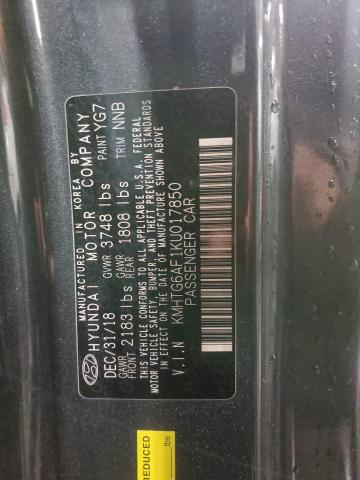 MANUFACTURED IN KOREA BY
HYUNDAI MOTOR COMPANY
DEC/31/18 GVWR 3748 lbs PAINT YG7
GAWR FRONT 2183 lbs GAWR REAR 1808 lbs TRIM NNB
THIS VEHICLE CONFORMS TO ALL APPLICABLE U.S.A. FEDERAL
MOTOR VEHICLE SAFETY, BUMPER, AND THEFT PREVENTION STANDARDS
IN EFFECT ON THE DATE OF MANUFACTURE SHOWN ABOVE.
V.I.N KMHTG6AF1KU017850
PASSENGER CAR
REDUCED
lbs